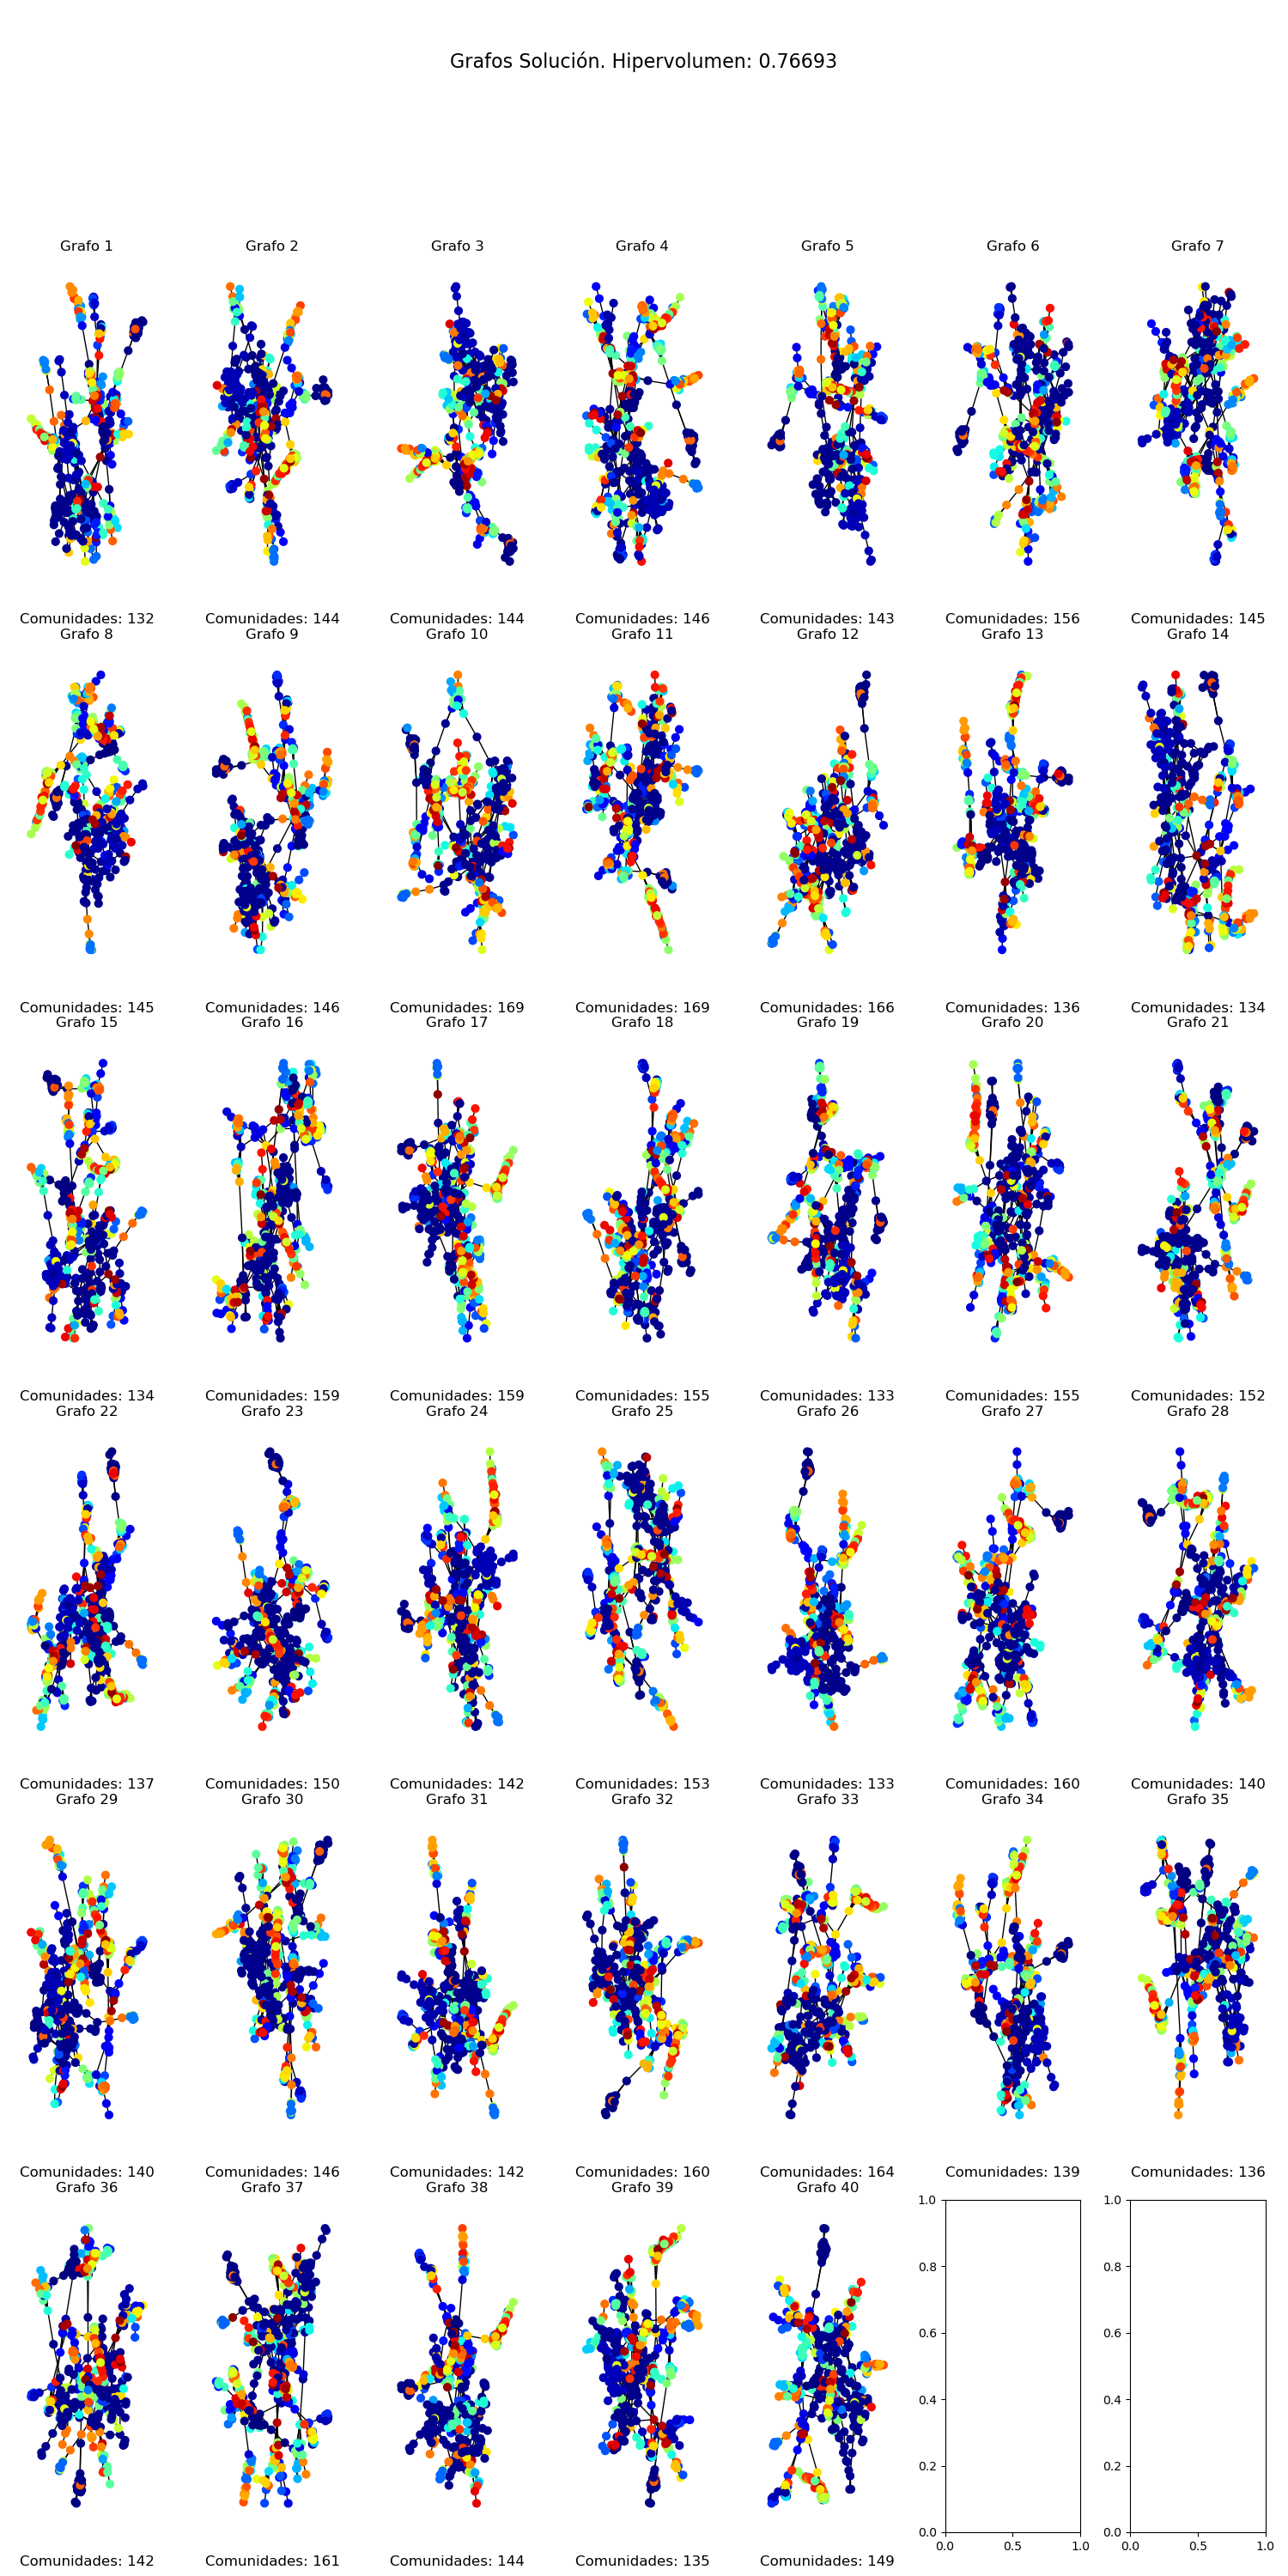 Grafos Solución. Hipervolumen: 0.76693
Grafo 1 Grafo 2 Grafo 3 Grafo 4 Grafo 5 Grafo 6 Grafo 7
Comunidades: 132 Comunidades: 144 Comunidades: 144 Comunidades: 146 Comunidades: 143 Comunidades: 156 Comunidades: 145
Grafo 8 Grafo 9 Grafo 10 Grafo 11 Grafo 12 Grafo 13 Grafo 14
Comunidades: 145 Comunidades: 146 Comunidades: 169 Comunidades: 169 Comunidades: 166 Comunidades: 136 Comunidades: 134
Grafo 15 Grafo 16 Grafo 17 Grafo 18 Grafo 19 Grafo 20 Grafo 21
Comunidades: 134 Comunidades: 159 Comunidades: 159 Comunidades: 155 Comunidades: 133 Comunidades: 155 Comunidades: 152
Grafo 22 Grafo 23 Grafo 24 Grafo 25 Grafo 26 Grafo 27 Grafo 28
Comunidades: 137 Comunidades: 150 Comunidades: 142 Comunidades: 153 Comunidades: 133 Comunidades: 160 Comunidades: 140
Grafo 29 Grafo 30 Grafo 31 Grafo 32 Grafo 33 Grafo 34 Grafo 35
Comunidades: 140 Comunidades: 146 Comunidades: 142 Comunidades: 160 Comunidades: 164 Comunidades: 139 Comunidades: 136
Grafo 36 Grafo 37 Grafo 38 Grafo 39 Grafo 40
1.0 1.0
0.8 0.8
0.6 0.6
0.4 0.4
0.2 0.2
0.0 0.0
0.0 0.5 1.0 0.0 0.5 1.0
Comunidades: 142 Comunidades: 161 Comunidades: 144 Comunidades: 135 Comunidades: 149